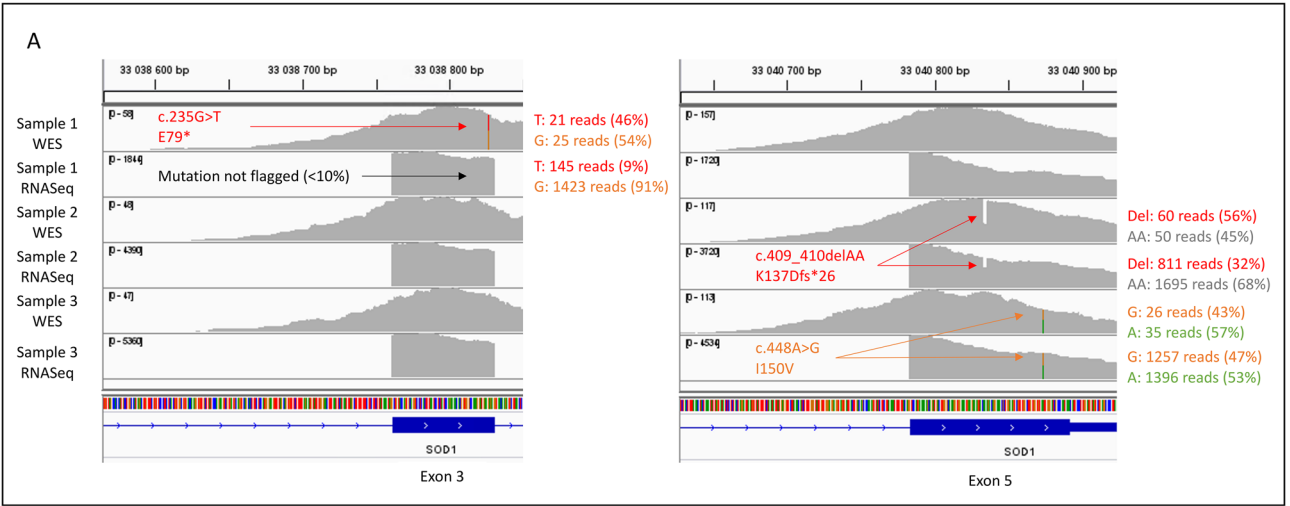 A
33 038 600 bp
33 038 700 bp
33 038 800 bp
33 040 700 bp
33 040 800 bp
33 040 900 bp
Sample 1
WES
[0 - 58]
c.235G>T
E79*
T: 21 reads (46%)
G: 25 reads (54%)
[0 - 157]
Sample 1
RNASeq
[0 - 1844]
Mutation not flagged (<10%)
T: 145 reads (9%)
G: 1423 reads (91%)
[0 - 1720]
Sample 2
WES
[0 - 48]
[0 - 117]
Del: 60 reads (56%)
AA: 50 reads (45%)
Sample 2
RNASeq
[0 - 4390]
[0 - 3720]
c.409_410delAA
K137Dfs*26
Del: 811 reads (32%)
AA: 1695 reads (68%)
Sample 3
WES
[0 - 47]
[0 - 113]
G: 26 reads (43%)
A: 35 reads (57%)
Sample 3
RNASeq
[0 - 5360]
[0 - 4534]
c.448A>G
I150V
G: 1257 reads (47%)
A: 1396 reads (53%)
SOD1
SOD1
Exon 3
Exon 5